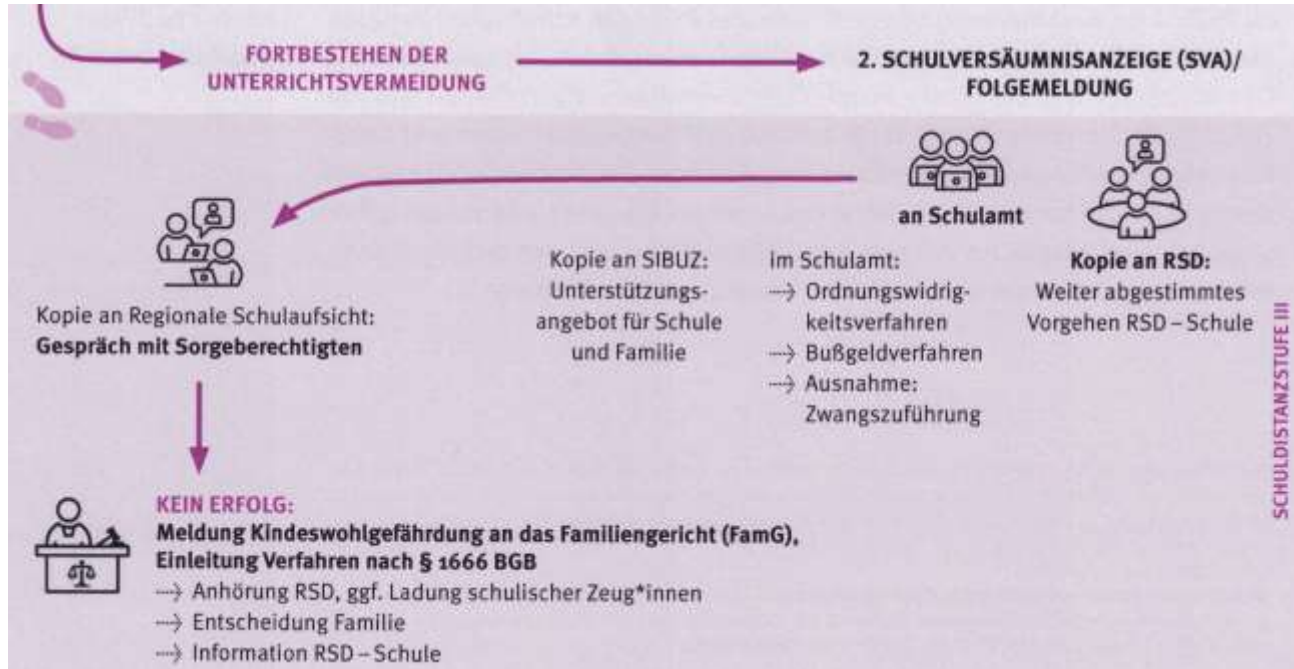 FORTBESTEHEN DER
UNTERRICHTSVERMEIDUNG
2. SCHULVERSÄUMNISANZEIGE (SVA)/
FOLGEMELDUNG
an Schulamt
Kopie an Regionale Schulaufsicht:
Gespräch mit Sorgeberechtigten
Kopie an SIBUZ:
Unterstützungs-
angebot für Schule
und Familie
Im Schulamt:
⇢ Ordnungswidrig-
keitsverfahren
⇢ Bußgeldverfahren
⇢ Ausnahme:
Zwangszuführung
Kopie an RSD:
Weiter abgestimmtes
Vorgehen RSD – Schule
SCHULDISTANZSTUFE III
KEIN ERFOLG:
Meldung Kindeswohlgefährdung an das Familiengericht (FamG),
Einleitung Verfahren nach § 1666 BGB
⇢ Anhörung RSD, ggf. Ladung schulischer Zeug*innen
⇢ Entscheidung Familie
⇢ Information RSD – Schule